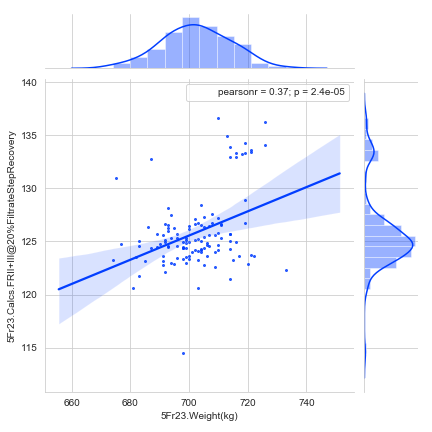 pearsonr = 0.37; p = 2.4e-05
140
135
130
125
120
115
5Fr23.Calcs.FRII+III@20%FiltrateStepRecovery
660 680 700 720 740
5Fr23.Weight(kg)